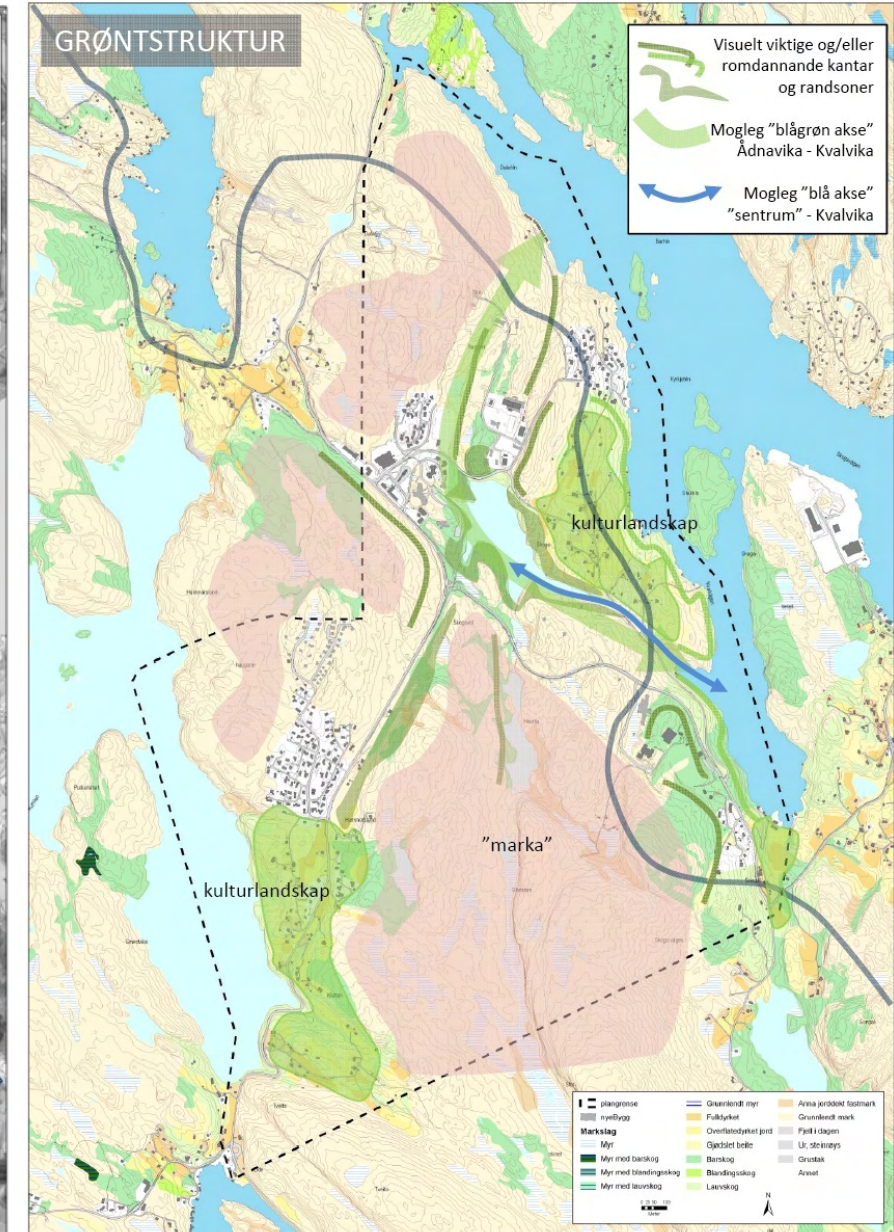 GRØNTSTRUKTUR
Visuelt viktige og/eller
romdannande kantar
og randsoner
Mogleg "blågrøn akse"
Ådnavika - Kvalvika
Mogleg "blå akse"
"sentrum" - Kvalvika
kulturlandskap
"marka"
kulturlandskap
plangrense
nyeBygg
Markslag
Myr
Myr med barskog
Myr med blandingsskog
Myr med lauvskog
Grunnlendt myr
Fulldyrket
Overflatedyrket jord
Gjødslet beite
Barskog
Blandingsskog
Lauvskog
Anna jorddekt fastmark
Grunnlendt mark
Fjell i dagen
Ur, steinrøys
Grustak
Annet
Meter
N